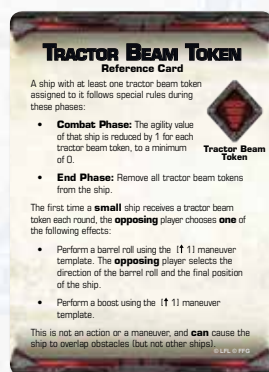 TRACTOR BEAM TOKEN
Reference Card
A ship with at least one tractor beam token
assigned to it follows special rules during
these phases:
• Combat Phase: The agility value
of that ship is reduced by 1 for each
tractor beam token, to a minimum
of 0.
Tractor Beam
Token
• End Phase: Remove all tractor beam tokens
from the ship.
The first time a small ship receives a tractor beam
token each round, the opposing player chooses one of
the following effects:
• Perform a barrel roll using the (↑ 1) maneuver
template. The opposing player selects the
direction of the barrel roll and the final position
of the ship.
• Perform a boost using the (↑ 1) maneuver
template.
This is not an action or a maneuver, and can cause the
ship to overlap obstacles (but not other ships).
© LFL © FFG